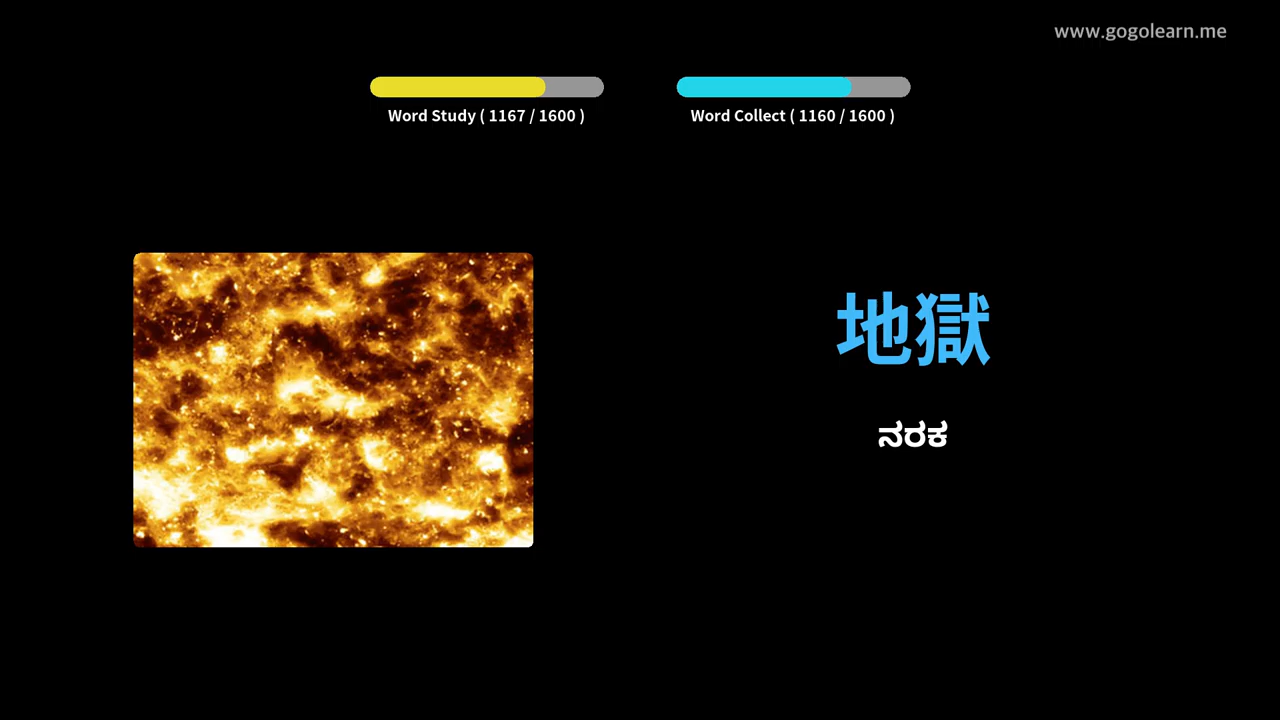 www.gogolearn.me
Word Study ( 1167 / 1600 )
Word Collect ( 1160 / 1600 )
地獄
ನರಕ